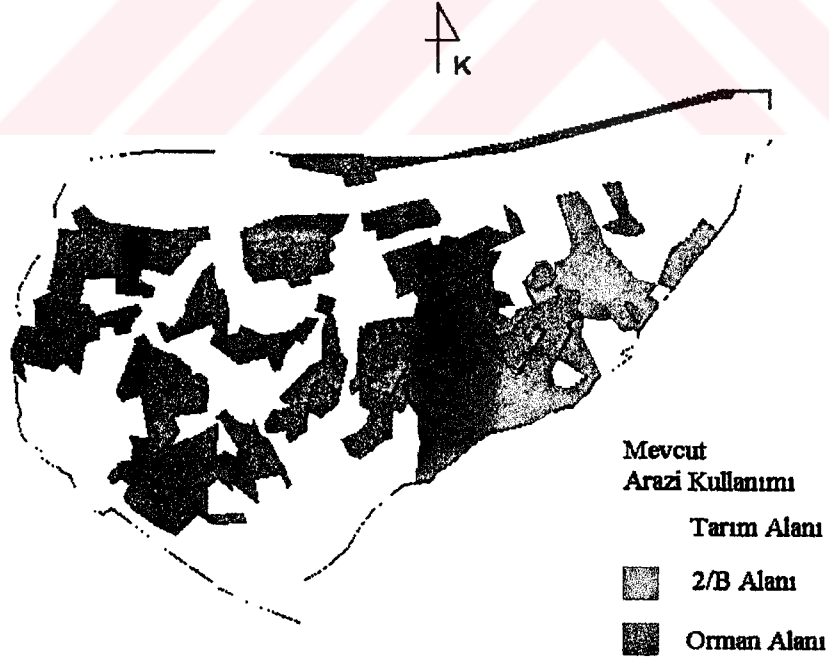 K
Mevcut
Arazi Kullanımı
Tarım Alanı
2/B Alanı
Orman Alanı